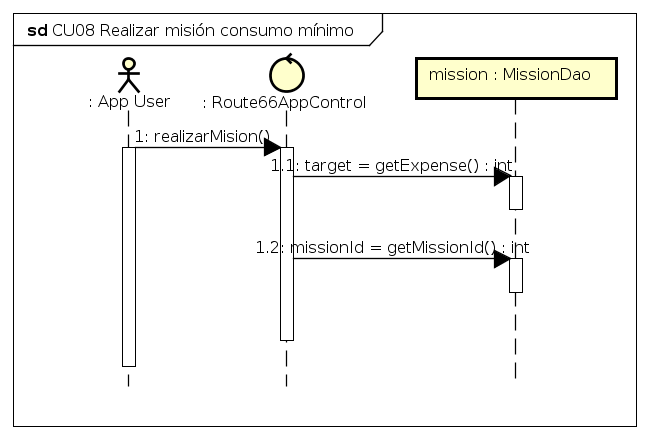 sd CU08 Realizar misión consumo mínimo
mission : MissionDao
: App User
: Route66AppControl
1: realizarMision()
1.1: target = getExpense() : int
1.2: missionId = getMissionId() : int